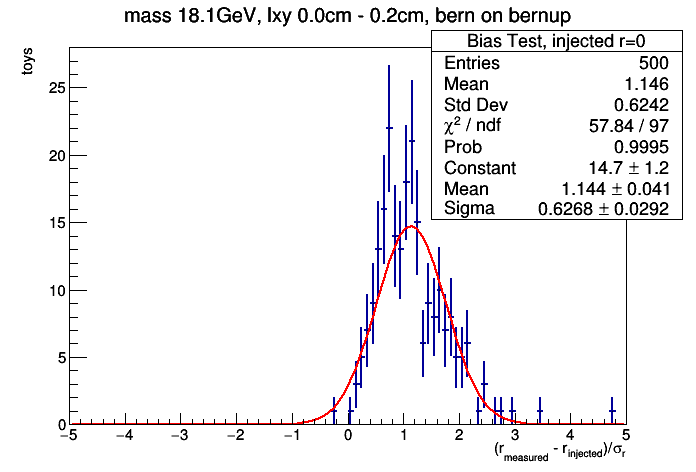 mass 18.1GeV, lxy 0.0cm - 0.2cm, bern on bernup
Bias Test, injected r=0
Entries 500
Mean 1.146
Std Dev 0.6242
χ² / ndf 57.84 / 97
Prob 0.9995
Constant 14.7 ± 1.2
Mean 1.144 ± 0.041
Sigma 0.6268 ± 0.0292
toys
25
20
15
10
5
0
−5 −4 −3 −2 −1 0 1 2 3 4 5
(r_measured - r_injected)/σ_r